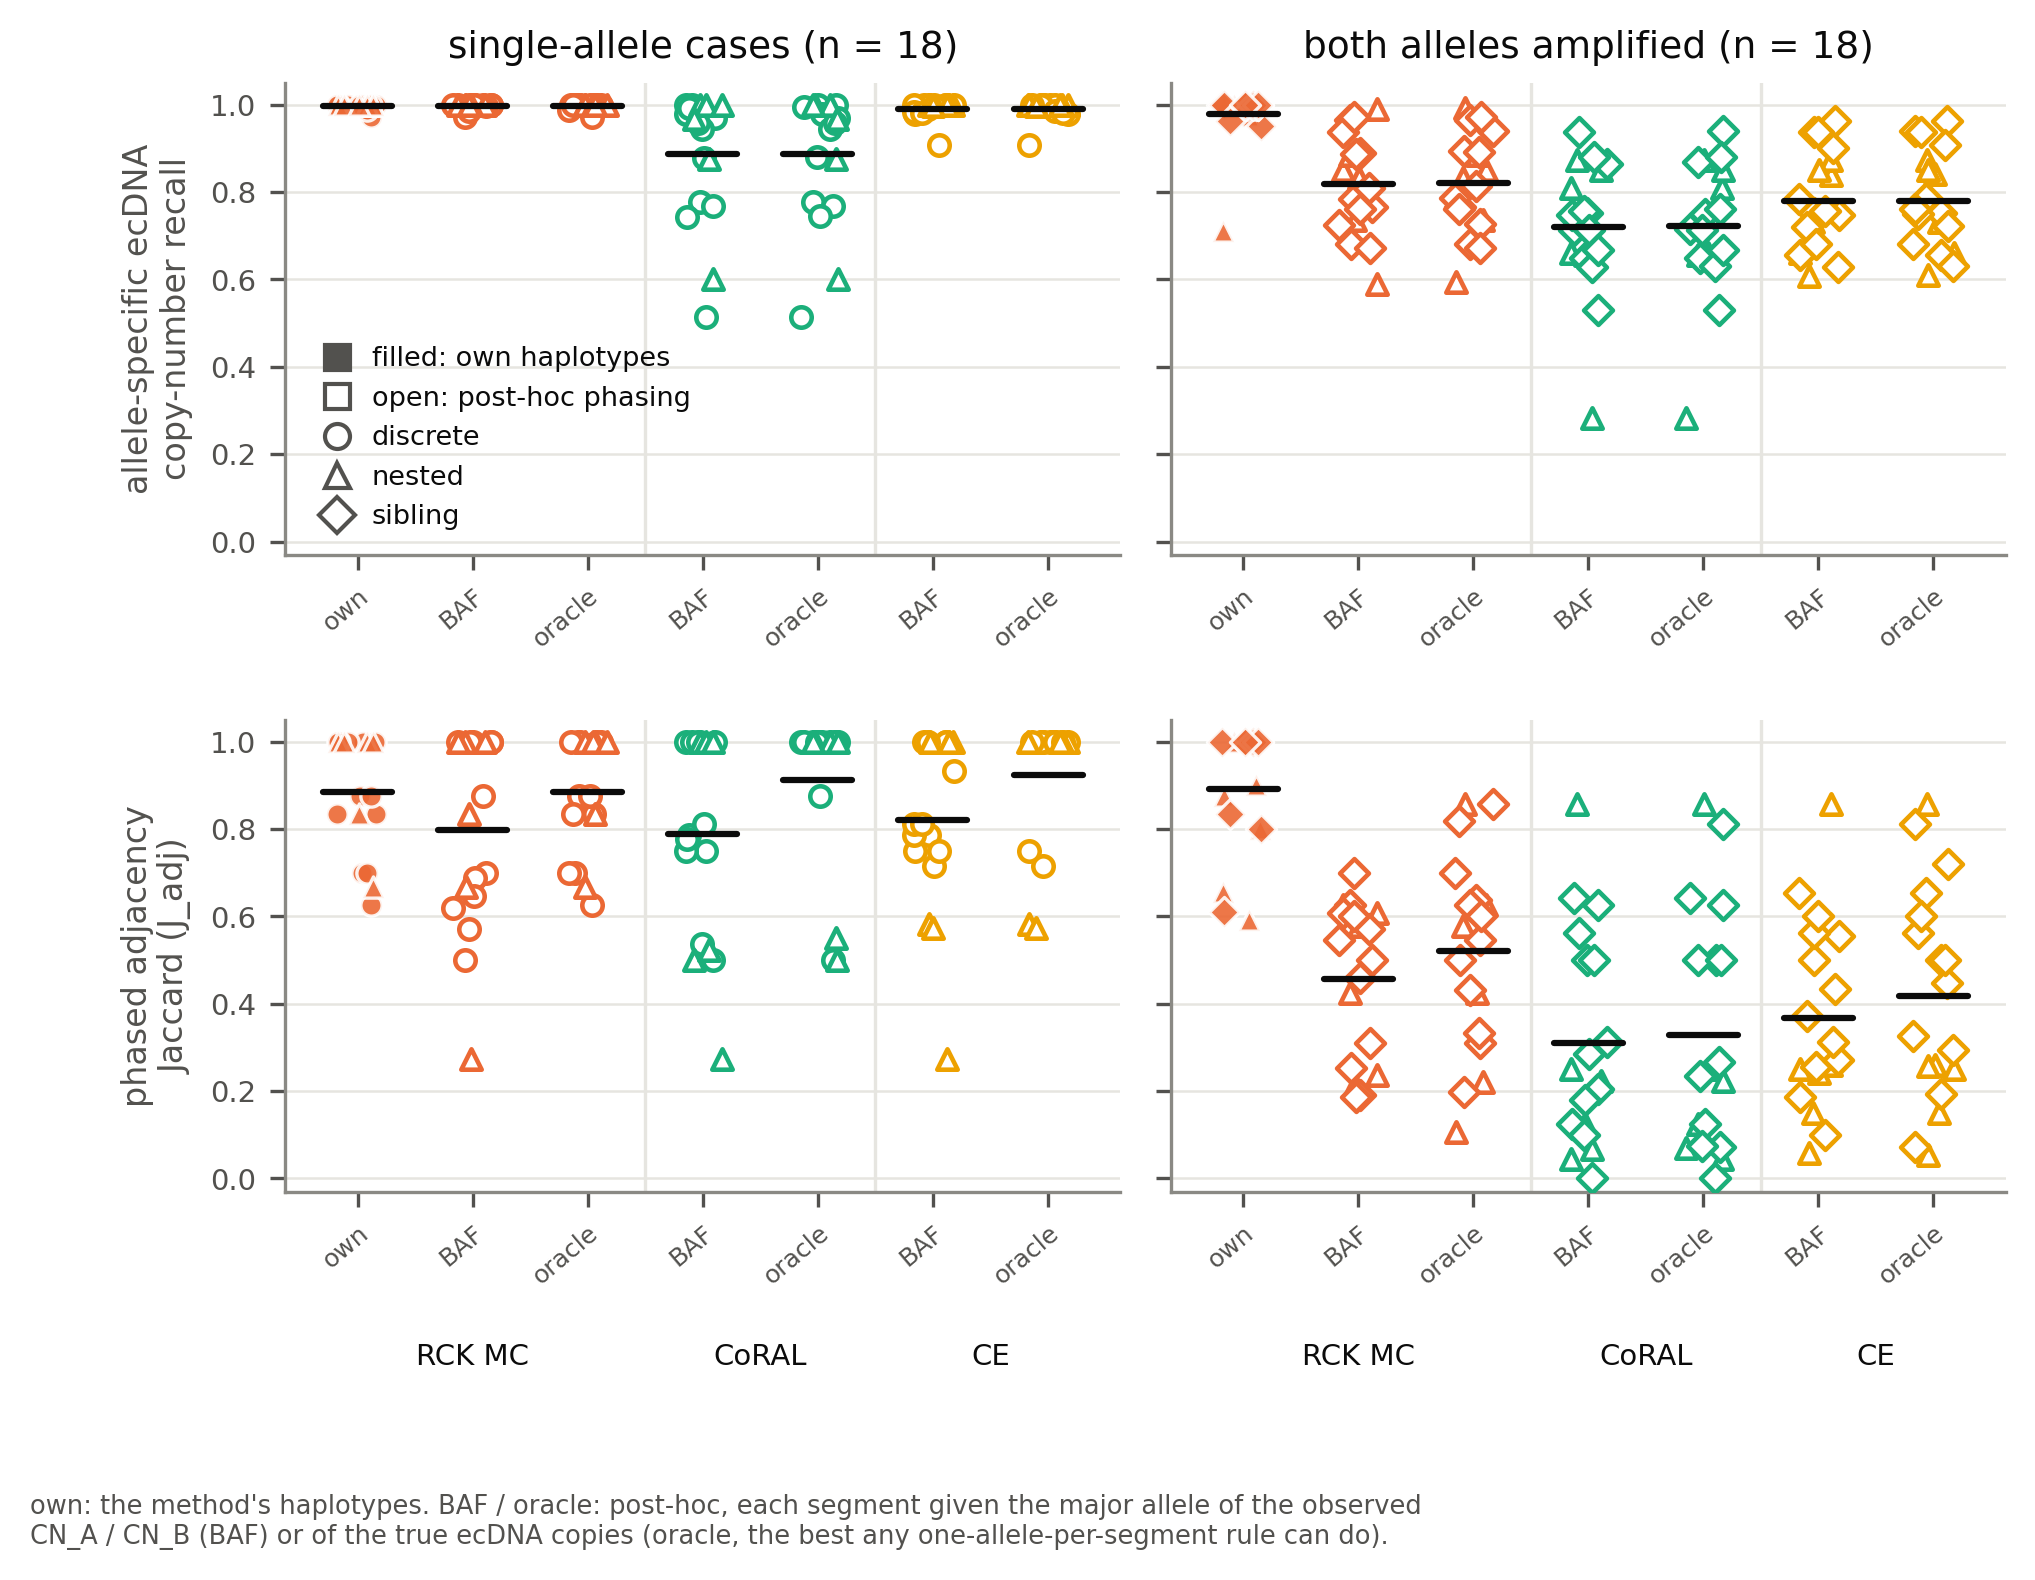 single-allele cases (n = 18)
both alleles amplified (n = 18)
allele-specific ecDNA
copy-number recall
1.0
0.8
0.6
0.4
0.2
0.0
filled: own haplotypes
open: post-hoc phasing
discrete
nested
sibling
own
BAF
oracle
BAF
oracle
BAF
oracle
own
BAF
oracle
BAF
oracle
BAF
oracle
phased adjacency
Jaccard (J_adj)
1.0
0.8
0.6
0.4
0.2
0.0
own
BAF
oracle
BAF
oracle
BAF
oracle
own
BAF
oracle
BAF
oracle
BAF
oracle
RCK MC
CoRAL
CE
RCK MC
CoRAL
CE
own: the method's haplotypes. BAF / oracle: post-hoc, each segment given the major allele of the observed
CN_A / CN_B (BAF) or of the true ecDNA copies (oracle, the best any one-allele-per-segment rule can do).